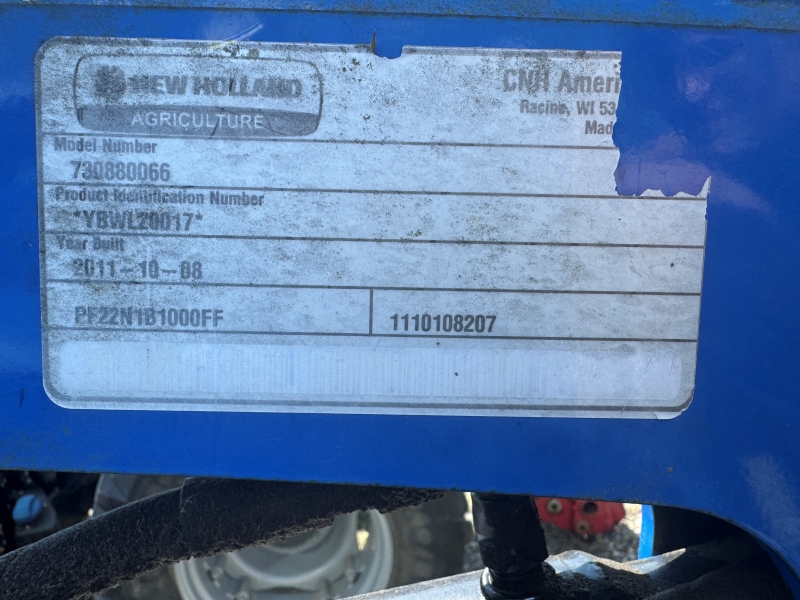 NEW HOLLAND
AGRICULTURE
CNH Ameri
Racine, WI 53
Mad
Model Number
730880066
Product Identification Number
*YBWL20017*
Year Built
2011-10-08
PF22N1B1000FF
1110108207